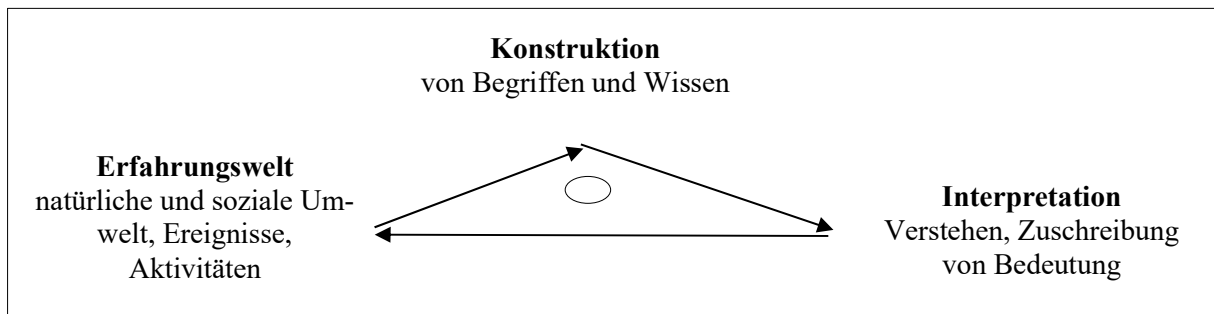 Konstruktion
von Begriffen und Wissen
Erfahrungswelt
natürliche und soziale Um-
welt, Ereignisse,
Aktivitäten
Interpretation
Verstehen, Zuschreibung
von Bedeutung